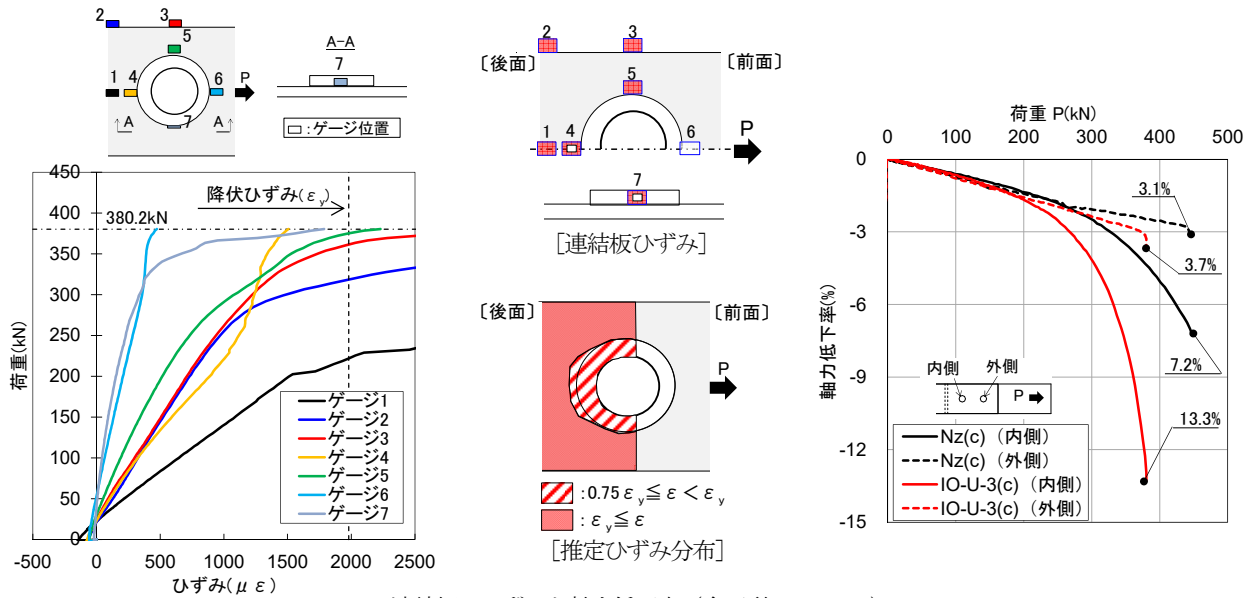 2
3
5
1
4
6
P
7
A
A
A-A
7
□:ゲージ位置
荷重(kN)
450
400
350
300
250
200
150
100
50
0
-500
0
500
1000
1500
2000
2500
ひずみ(με)
380.2kN
降伏ひずみ(εy)
ゲージ1
ゲージ2
ゲージ3
ゲージ4
ゲージ5
ゲージ6
ゲージ7
2
3
〔後面〕
〔前面〕
5
P
1
4
6
7
[連結板ひずみ]
〔後面〕
〔前面〕
P
:0.75εy≦ε<εy
:εy≦ε
[推定ひずみ分布]
荷重 P(kN)
0
100
200
300
400
500
軸力低下率(%)
0
-3
-6
-9
-12
-15
3.1%
3.7%
7.2%
13.3%
内側
外側
P
Nz(c)(内側)
Nz(c)(外側)
IO-U-3(c)(内側)
IO-U-3(c)(外側)